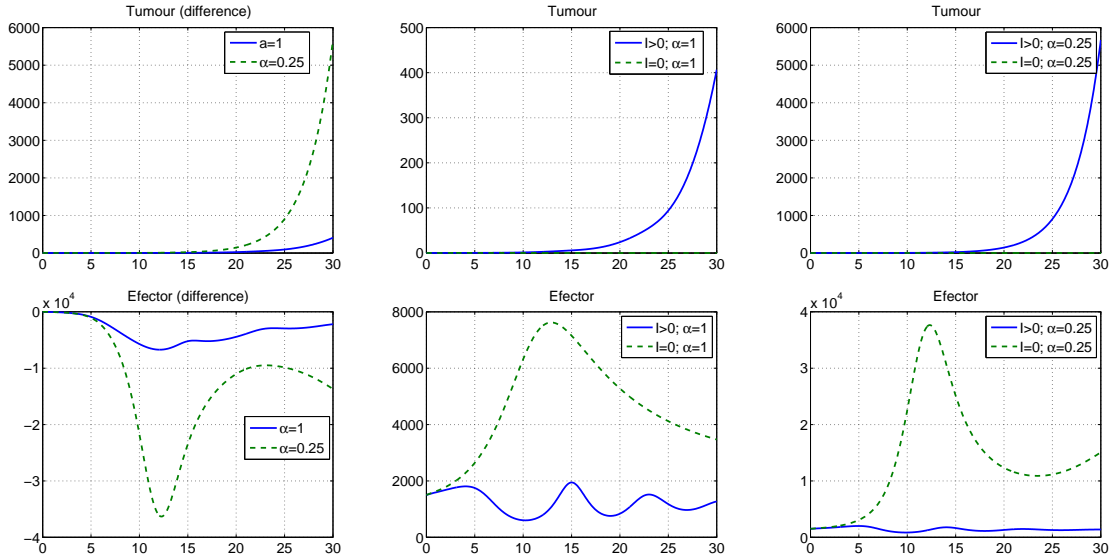 Tumour (difference)
6000
5000
4000
3000
2000
1000
0
0 5 10 15 20 25 30
a=1
α=0.25
Tumour
500
400
300
200
100
0
0 5 10 15 20 25 30
I>0; α=1
I=0; α=1
Tumour
6000
5000
4000
3000
2000
1000
0
0 5 10 15 20 25 30
I>0; α=0.25
I=0; α=0.25
Efector (difference)
x 10^4
0
−1
−2
−3
−4
0 5 10 15 20 25 30
α=1
α=0.25
Efector
8000
6000
4000
2000
0
0 5 10 15 20 25 30
I>0; α=1
I=0; α=1
Efector
x 10^4
4
3
2
1
0
0 5 10 15 20 25 30
I>0; α=0.25
I=0; α=0.25